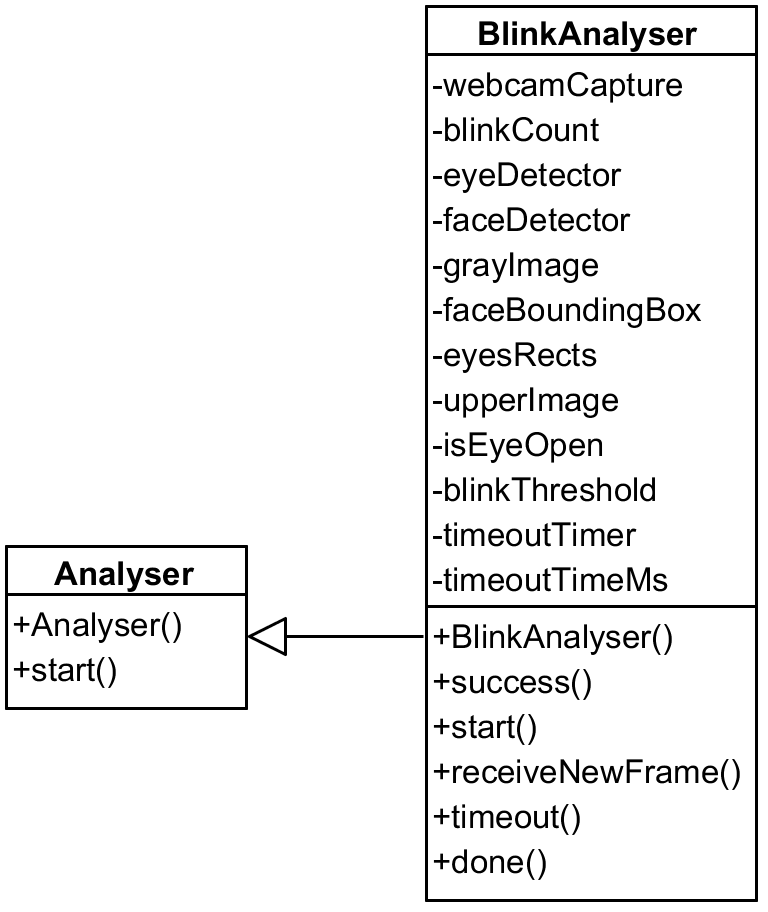 BlinkAnalyser
-webcamCapture
-blinkCount
-eyeDetector
-faceDetector
-grayImage
-faceBoundingBox
-eyesRects
-upperImage
-isEyeOpen
-blinkThreshold
-timeoutTimer
-timeoutTimeMs
+BlinkAnalyser()
+success()
+start()
+receiveNewFrame()
+timeout()
+done()
Analyser
+Analyser()
+start()